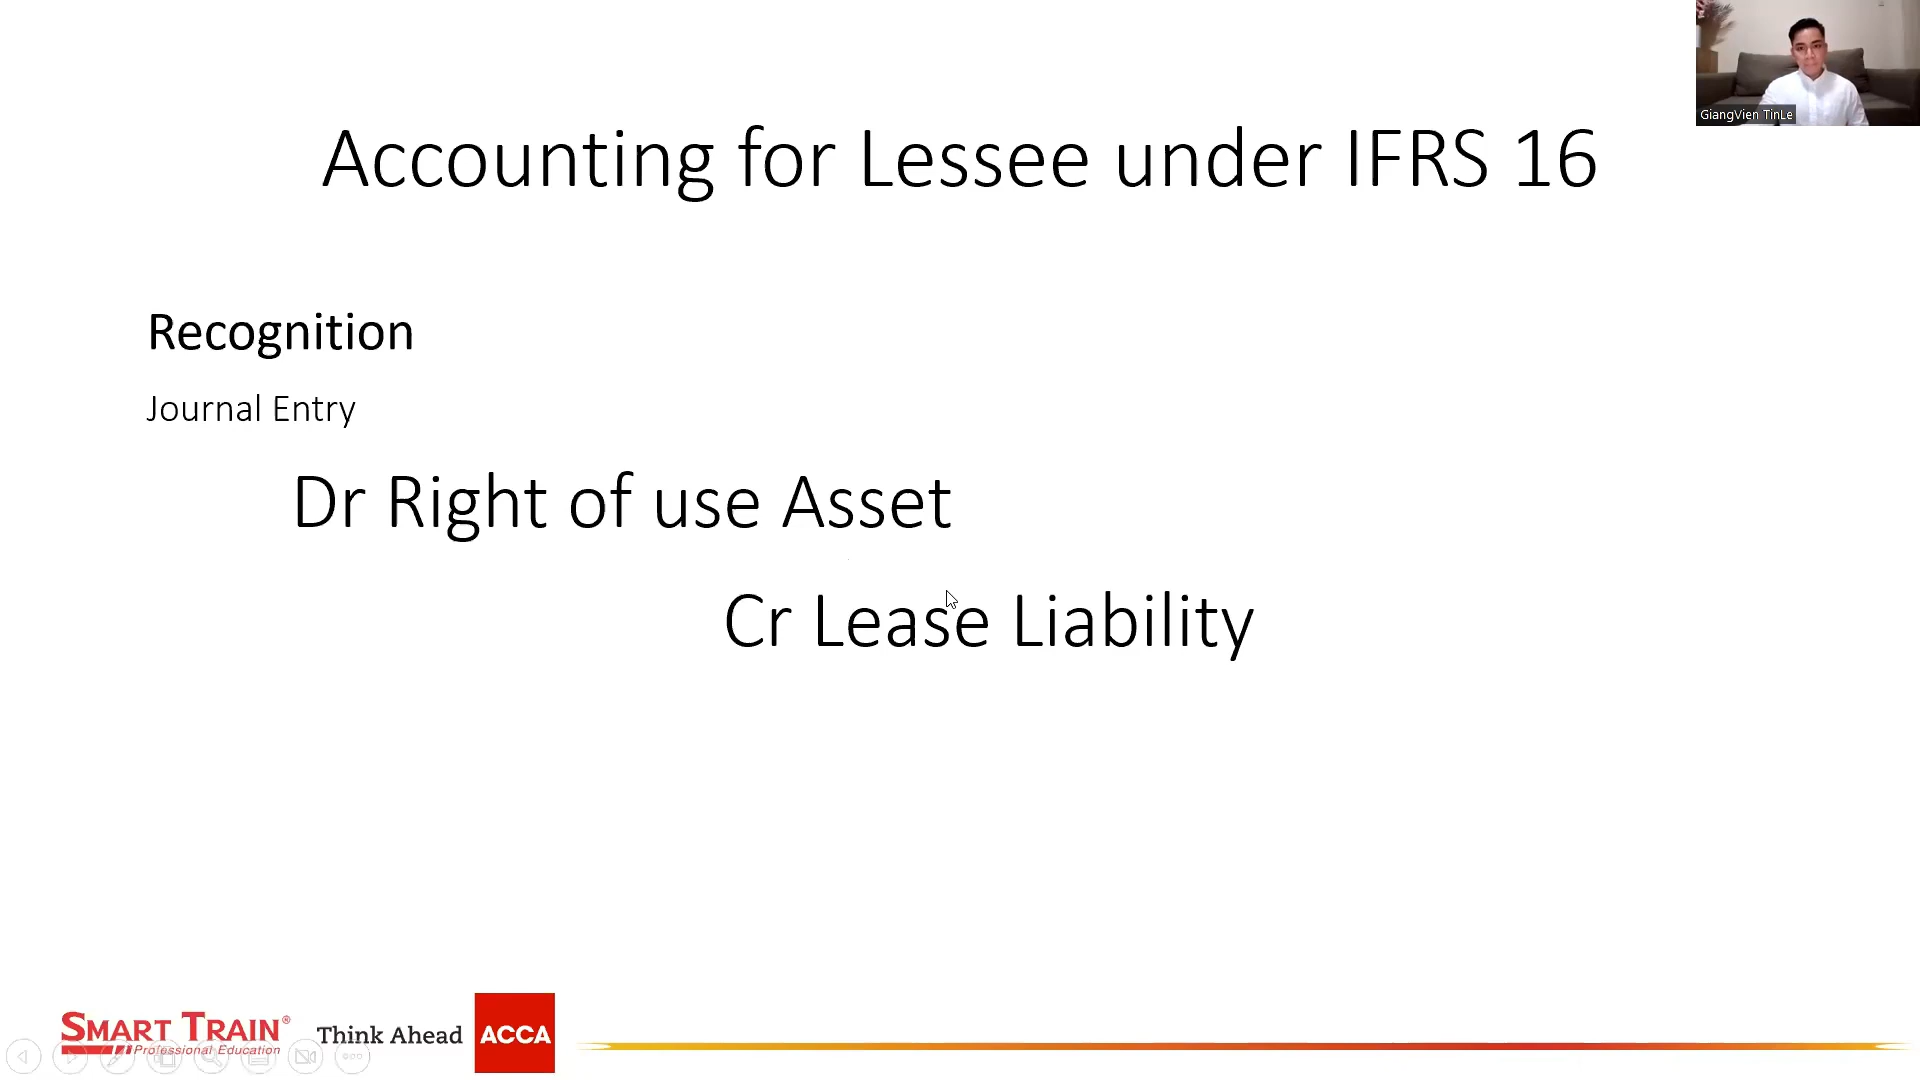 GiangVien TinLe
Accounting for Lessee under IFRS 16
Recognition
Journal Entry
Dr Right of use Asset
Cr Lease Liability
SMART TRAIN®
Professional Education
Think Ahead
ACCA